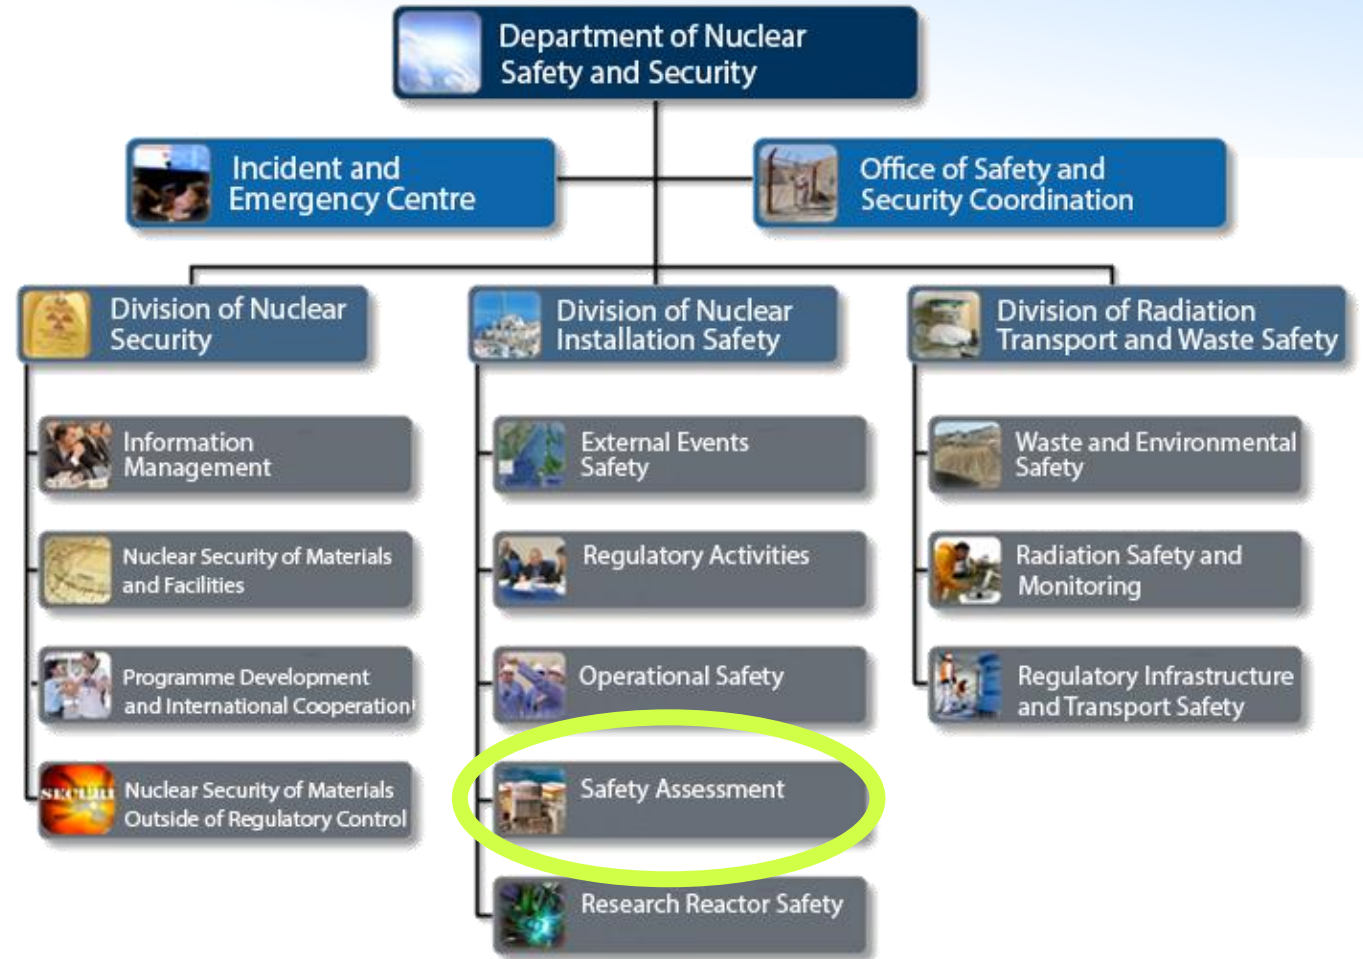 Department of Nuclear
Safety and Security
Incident and
Emergency Centre
Office of Safety and
Security Coordination
Division of Nuclear
Security
Division of Nuclear
Installation Safety
Division of Radiation
Transport and Waste Safety
Information
Management
External Events
Safety
Waste and Environmental
Safety
Nuclear Security of Materials
and Facilities
Regulatory Activities
Radiation Safety and
Monitoring
Programme Development
and International Cooperation
Operational Safety
Regulatory Infrastructure
and Transport Safety
Nuclear Security of Materials
Outside of Regulatory Control
Safety Assessment
Research Reactor Safety